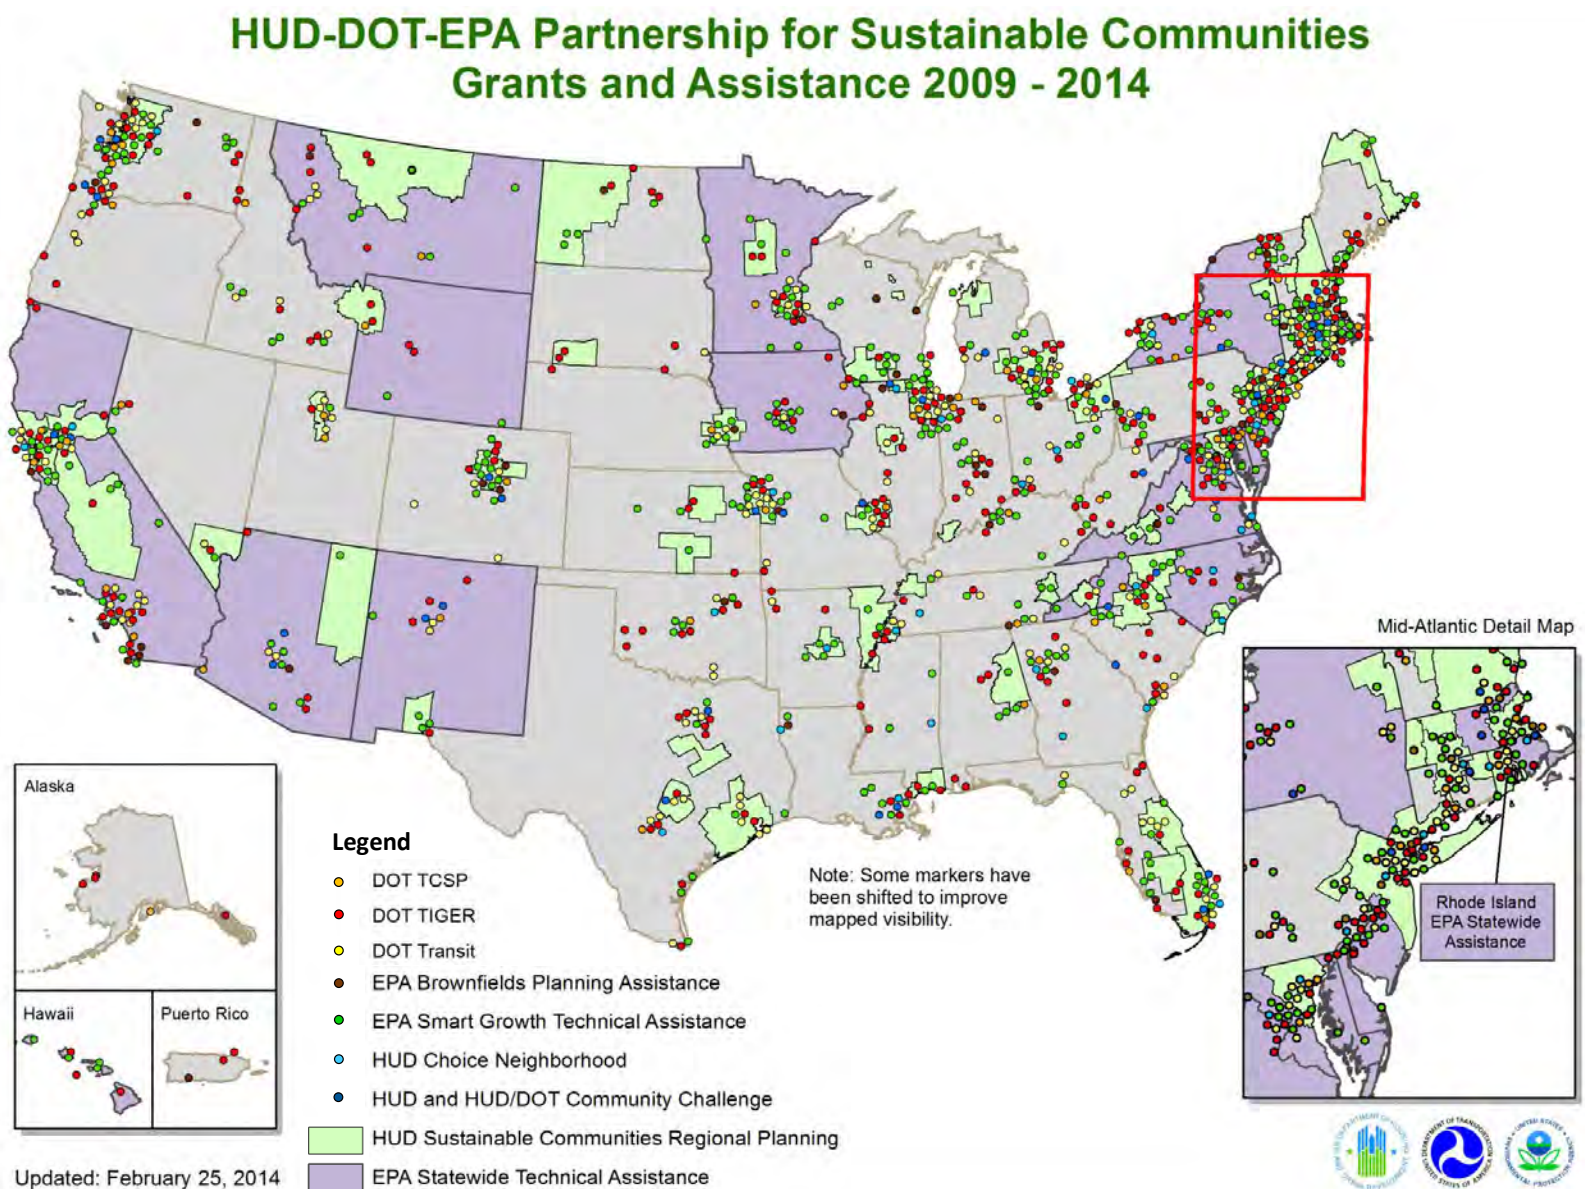 HUD-DOT-EPA Partnership for Sustainable Communities
Grants and Assistance 2009 - 2014
Mid-Atlantic Detail Map
Alaska
Hawaii
Puerto Rico
Legend
DOT TCSP
DOT TIGER
DOT Transit
EPA Brownfields Planning Assistance
EPA Smart Growth Technical Assistance
HUD Choice Neighborhood
HUD and HUD/DOT Community Challenge
HUD Sustainable Communities Regional Planning
EPA Statewide Technical Assistance
Note: Some markers have
been shifted to improve
mapped visibility.
Rhode Island
EPA Statewide
Assistance
Updated: February 25, 2014